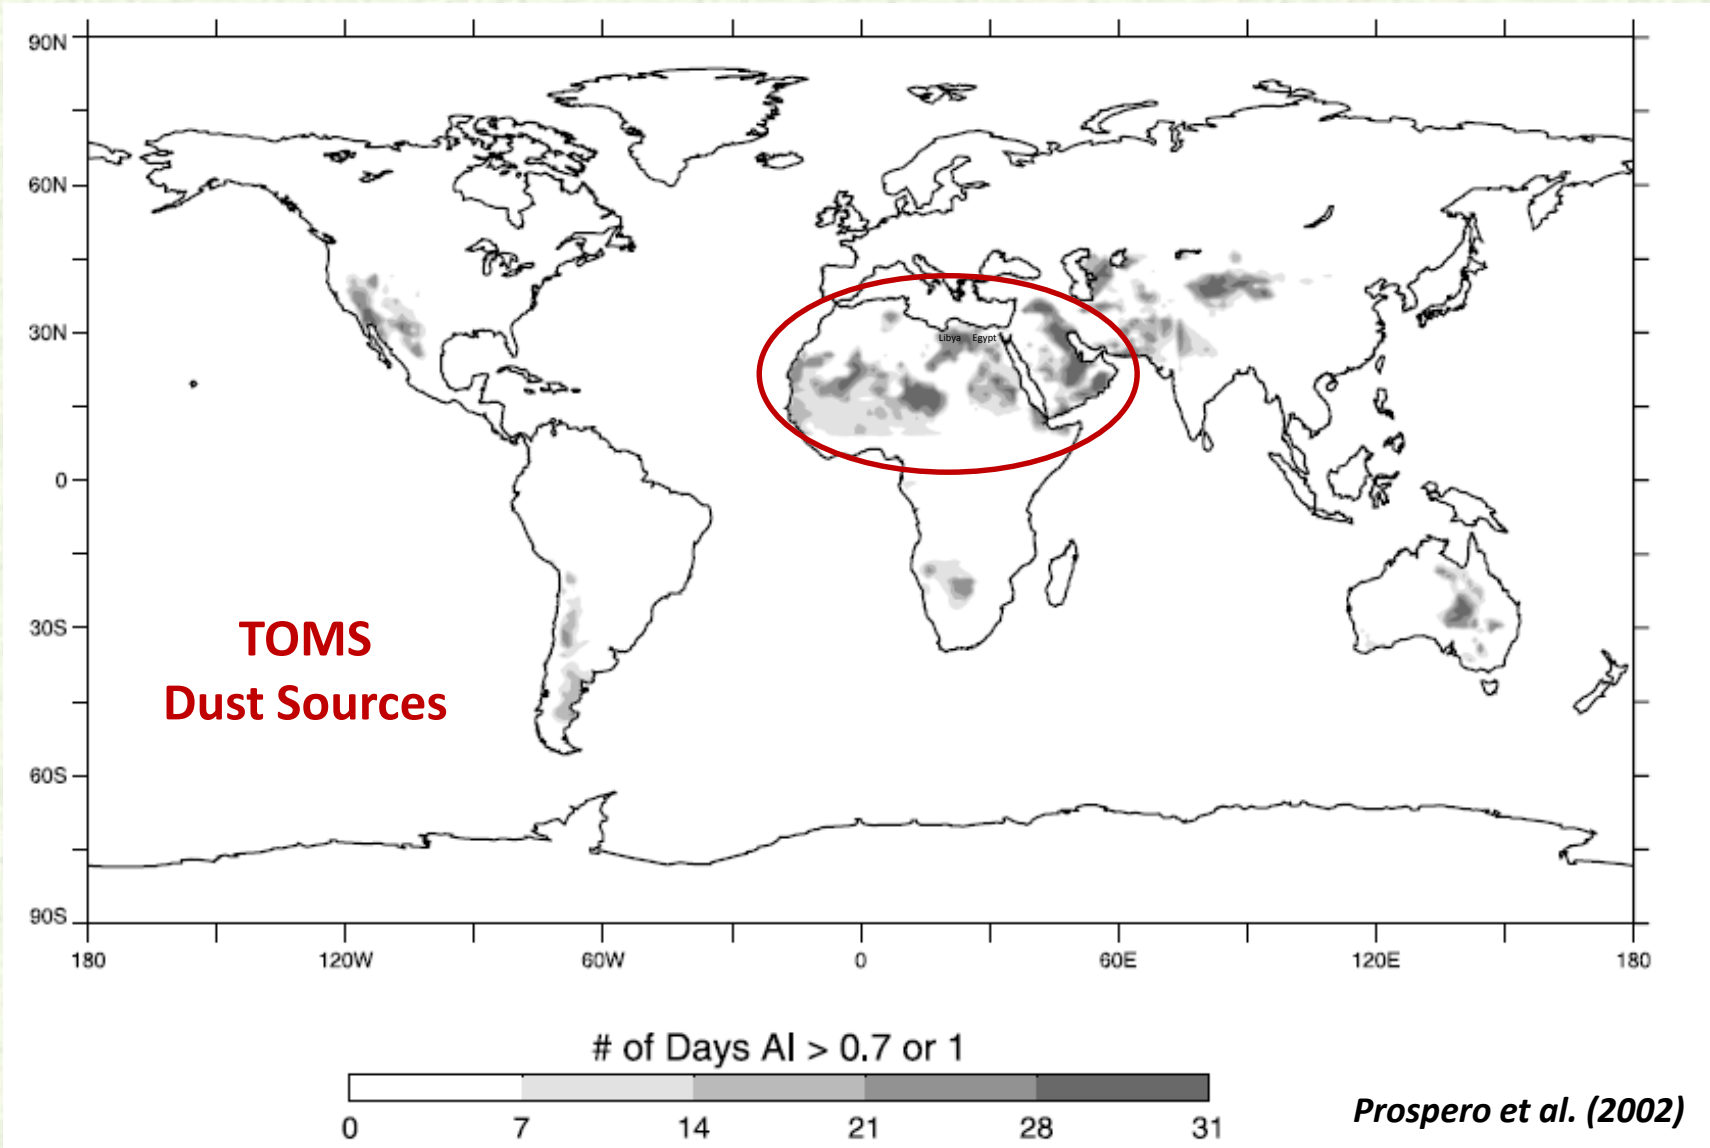 90N
60N
30N
0
30S
60S
90S
Libya Egypt
TOMS
Dust Sources
180 120W 60W 0 60E 120E 180
# of Days AI > 0.7 or 1
0 7 14 21 28 31
Prospero et al. (2002)